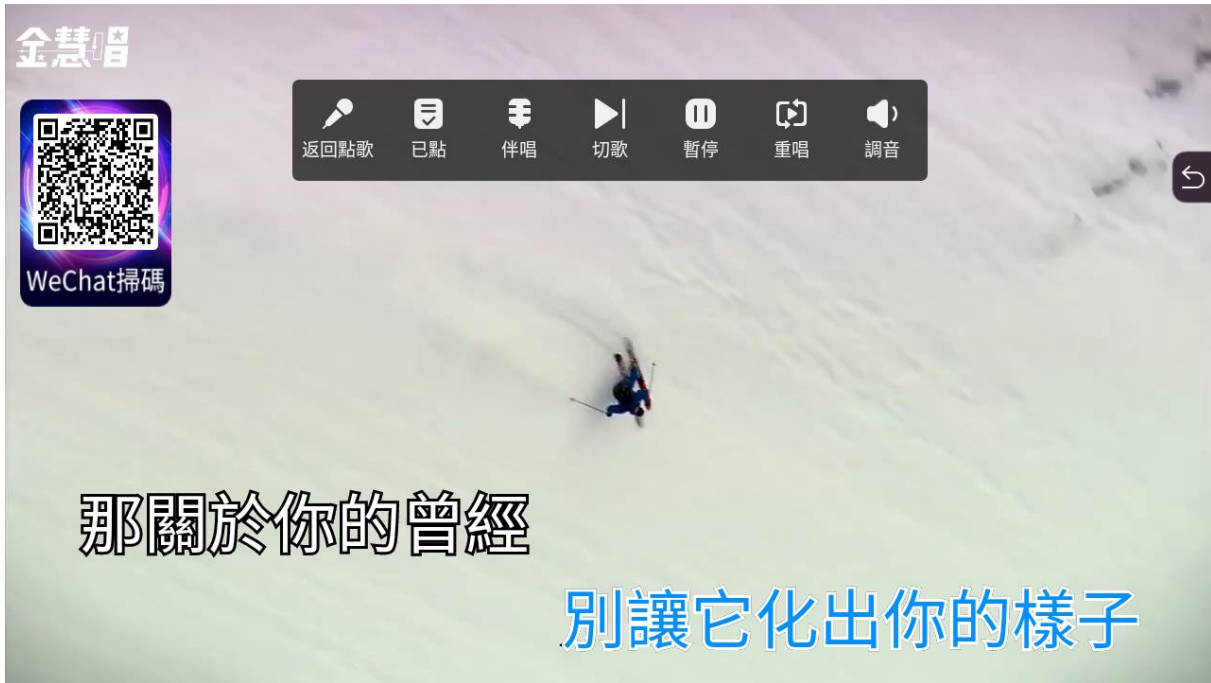 金慧唱
返回點歌
已點
伴唱
切歌
暫停
重唱
調音
WeChat掃碼
那關於你的曾經
別讓它化出你的樣子